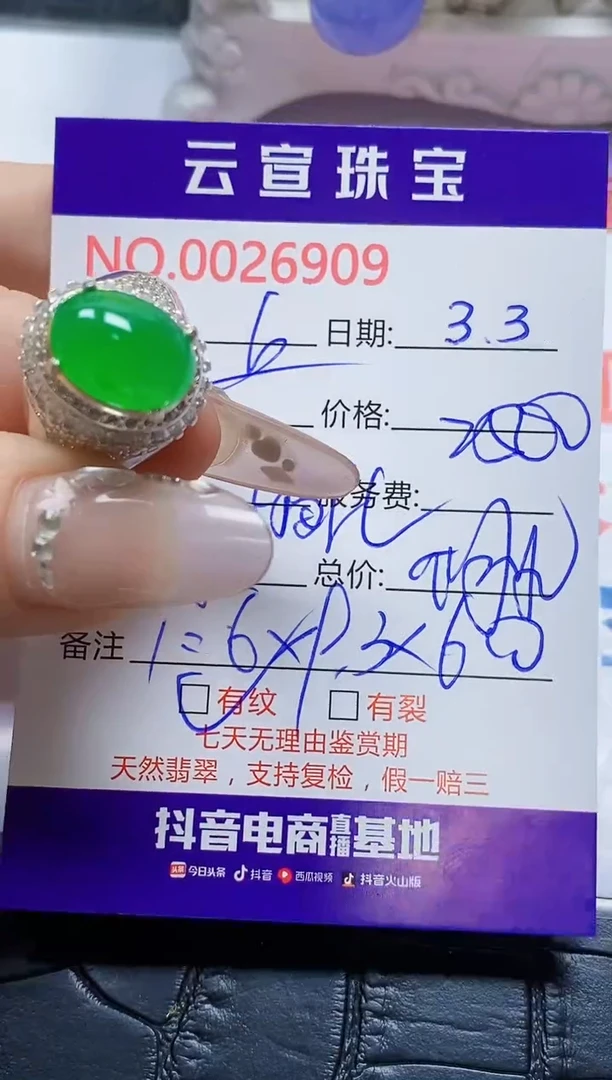 云宣珠宝
NO.0026909
6 日期: 3.3
价格:
服务费:
总价:
备注
有纹 有裂
七天无理由鉴赏期
天然翡翠，支持复检，假一赔三
抖音电商直播基地
头条 今日头条 抖音 西瓜视频 抖音火山版